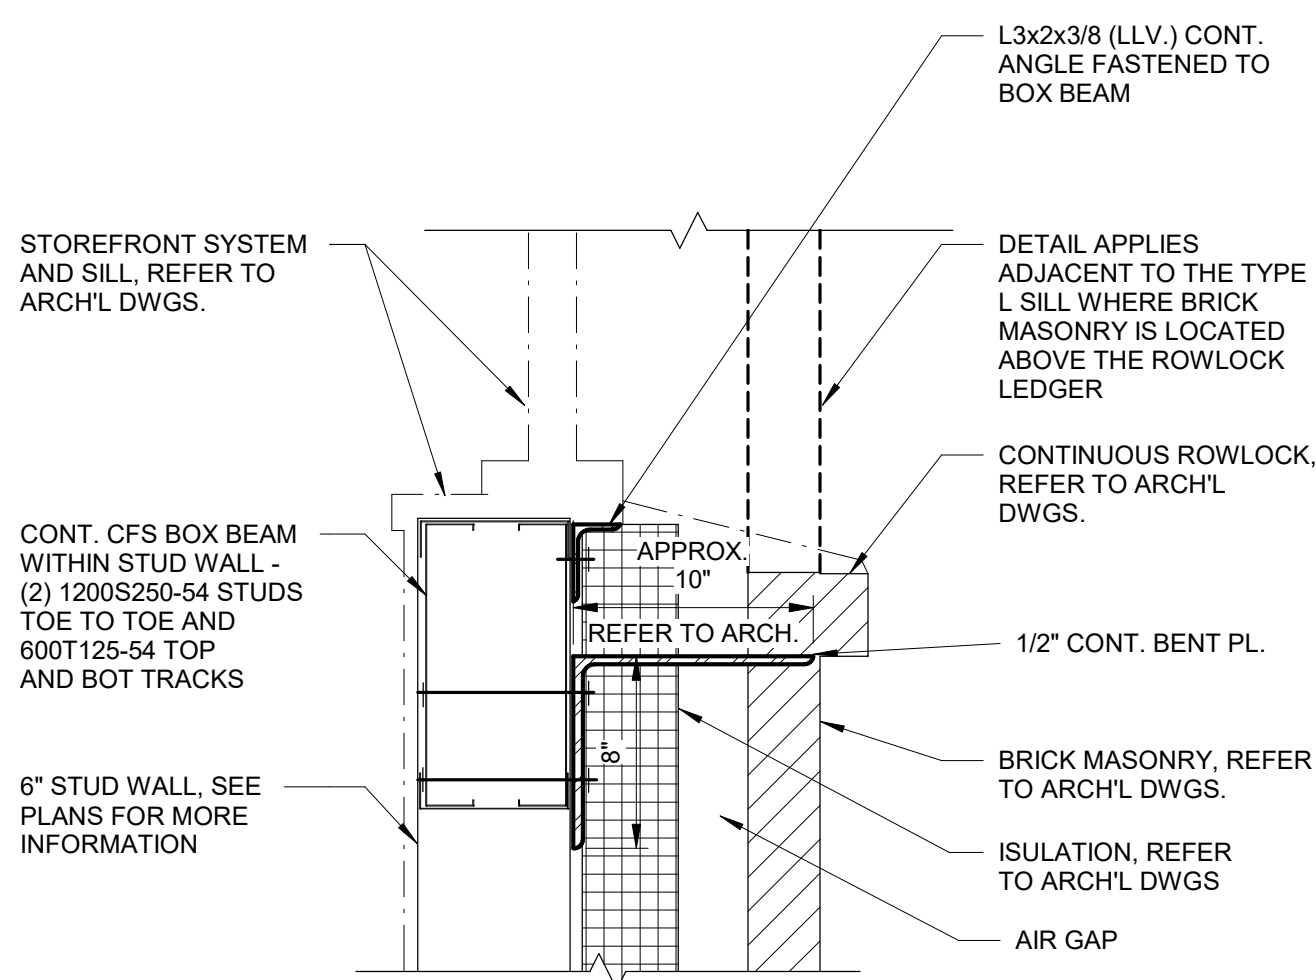 L3x2x3/8 (LLV.) CONT.
ANGLE FASTENED TO
BOX BEAM
STOREFRONT SYSTEM
AND SILL, REFER TO
ARCH'L DWGS.
DETAIL APPLIES
ADJACENT TO THE TYPE
L SILL WHERE BRICK
MASONRY IS LOCATED
ABOVE THE ROWLOCK
LEDGER
CONTINUOUS ROWLOCK,
REFER TO ARCH'L
DWGS.
CONT. CFS BOX BEAM
WITHIN STUD WALL -
(2) 1200S250-54 STUDS
TOE TO TOE AND
600T125-54 TOP
AND BOT TRACKS
APPROX.
10"
REFER TO ARCH.
1/2" CONT. BENT PL.
8"
6" STUD WALL, SEE
PLANS FOR MORE
INFORMATION
BRICK MASONRY, REFER
TO ARCH'L DWGS.
ISULATION, REFER
TO ARCH'L DWGS
AIR GAP